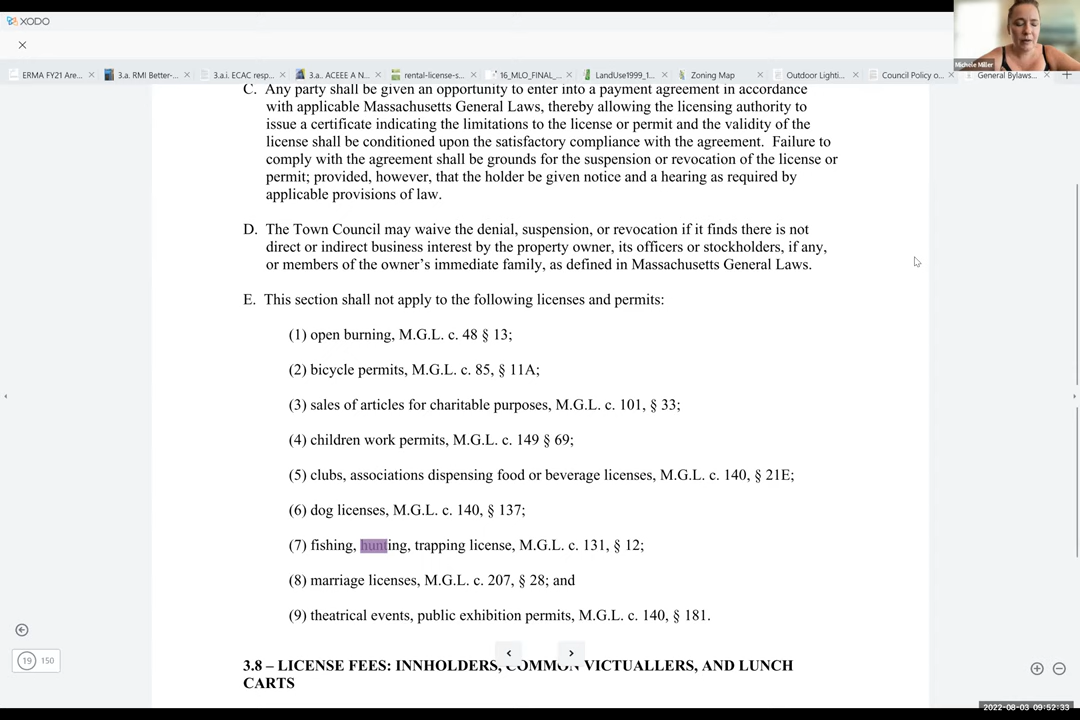 XODO
Michele Miller
ERMA FY21 Are... 3.a. RMI Better-... 3.a.i. ECAC resp... 3.a.. ACEEE A N... rental-license-s... 16_MLO_FINAL_... LandUse1999_1... Zoning Map Outdoor Lighti... Council Policy o... General Bylaws...
C. Any party shall be given an opportunity to enter into a payment agreement in accordance
with applicable Massachusetts General Laws, thereby allowing the licensing authority to
issue a certificate indicating the limitations to the license or permit and the validity of the
license shall be conditioned upon the satisfactory compliance with the agreement. Failure to
comply with the agreement shall be grounds for the suspension or revocation of the license or
permit; provided, however, that the holder be given notice and a hearing as required by
applicable provisions of law.
D. The Town Council may waive the denial, suspension, or revocation if it finds there is not
direct or indirect business interest by the property owner, its officers or stockholders, if any,
or members of the owner's immediate family, as defined in Massachusetts General Laws.
E. This section shall not apply to the following licenses and permits:
(1) open burning, M.G.L. c. 48 § 13;
(2) bicycle permits, M.G.L. c. 85, § 11A;
(3) sales of articles for charitable purposes, M.G.L. c. 101, § 33;
(4) children work permits, M.G.L. c. 149 § 69;
(5) clubs, associations dispensing food or beverage licenses, M.G.L. c. 140, § 21E;
(6) dog licenses, M.G.L. c. 140, § 137;
(7) fishing, hunting, trapping license, M.G.L. c. 131, § 12;
(8) marriage licenses, M.G.L. c. 207, § 28; and
(9) theatrical events, public exhibition permits, M.G.L. c. 140, § 181.
19 150
3.8 – LICENSE FEES: INNHOLDERS, COMMON VICTUALLERS, AND LUNCH
CARTS
2022-08-03 09:52:33